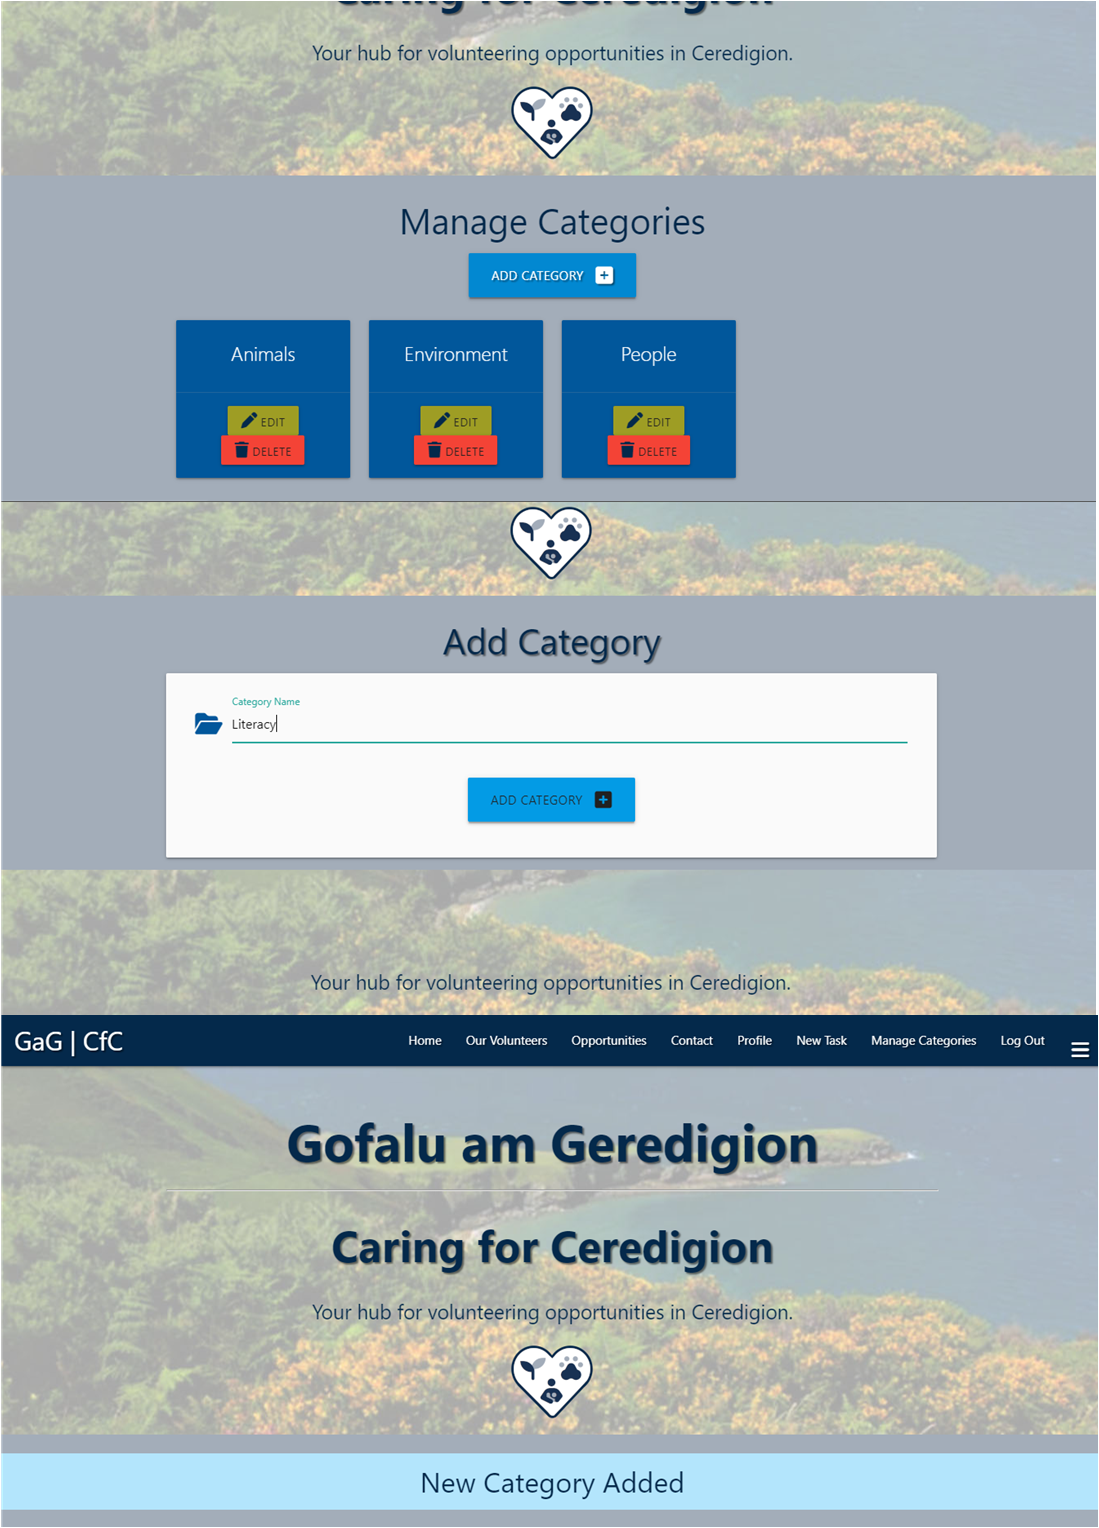 Caring for Ceredigion
Your hub for volunteering opportunities in Ceredigion.
Manage Categories
ADD CATEGORY
Animals Environment People
EDIT EDIT EDIT
DELETE DELETE DELETE
Add Category
Category Name
Literacy
ADD CATEGORY
Your hub for volunteering opportunities in Ceredigion.
GaG | CfC Home Our Volunteers Opportunities Contact Profile New Task Manage Categories Log Out
Gofalu am Geredigion
Caring for Ceredigion
Your hub for volunteering opportunities in Ceredigion.
New Category Added